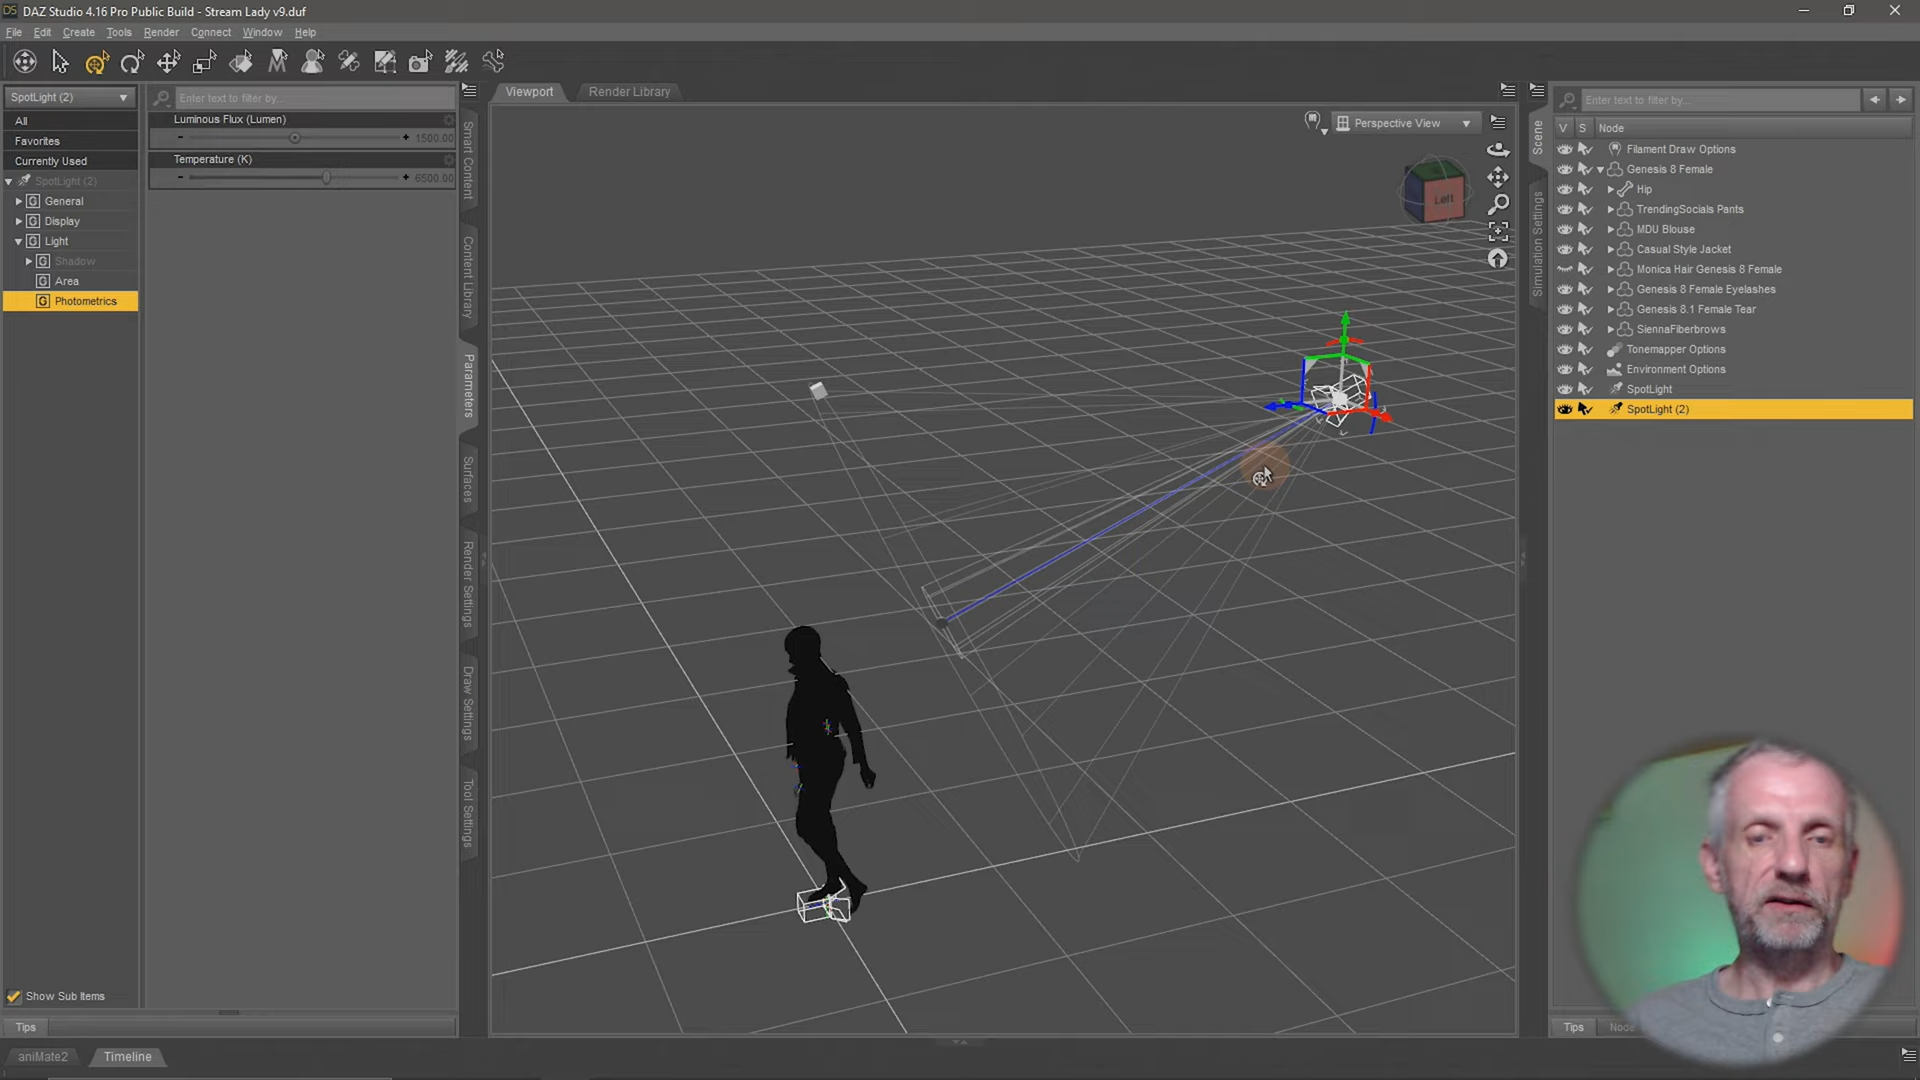 DS DAZ Studio 4.16 Pro Public Build - Stream Lady v9.duf
File Edit Create Tools Render Connect Window Help
SpotLight (2)
All
Favorites
Currently Used
SpotLight (2)
General
Display
Light
Shadow
Area
Photometrics
Show Sub Items
Tips
Enter text to filter by...
Luminous Flux (Lumen)
- + 1500.00
Temperature (K)
- + 6500.00
Smart Content
Content Library
Parameters
Surfaces
Render Settings
Draw Settings
Tool Settings
Viewport Render Library
Perspective View
Left
Scene
Simulation Settings
Enter text to filter by...
V S Node
Filament Draw Options
Genesis 8 Female
Hip
TrendingSocials Pants
MDU Blouse
Casual Style Jacket
Monica Hair Genesis 8 Female
Genesis 8 Female Eyelashes
Genesis 8.1 Female Tear
SiennaFiberbrows
Tonemapper Options
Environment Options
SpotLight
SpotLight (2)
Tips Node
aniMate2 Timeline